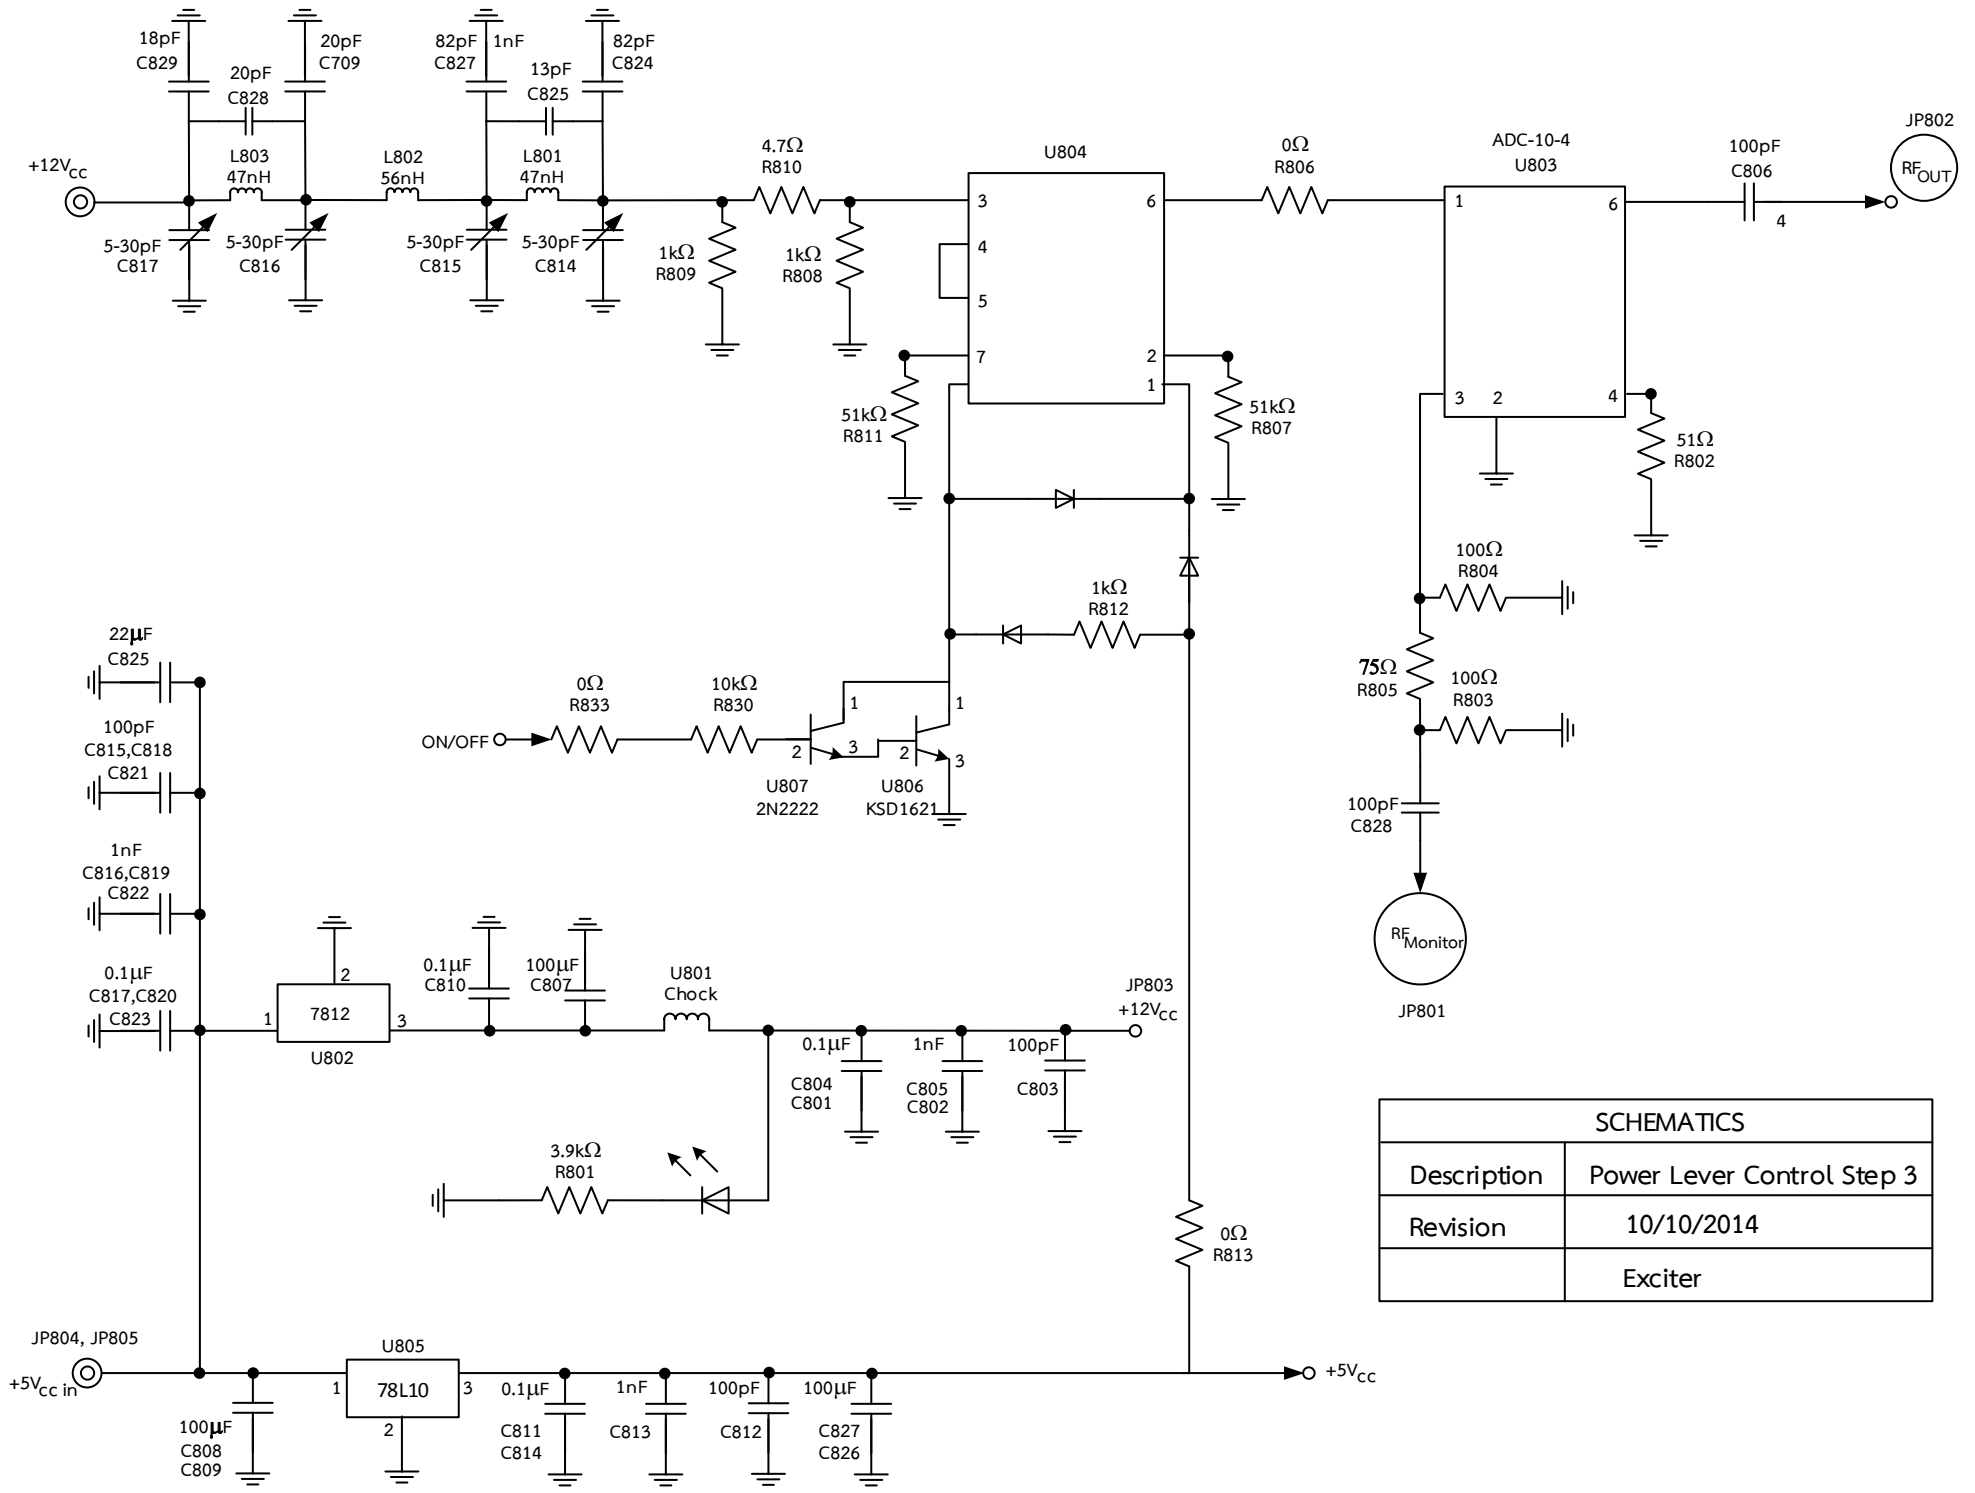 18pF
C829
20pF
C709
82pF
C827
1nF
82pF
C824
20pF
C828
13pF
C825
+12VCC
L803
47nH
L802
56nH
L801
47nH
5-30pF
C817
5-30pF
C816
5-30pF
C815
5-30pF
C814
4.7Ω
R810
1kΩ
R809
1kΩ
R808
U804
3
4
5
7
6
2
1
51kΩ
R811
51kΩ
R807
0Ω
R806
ADC-10-4
U803
1
6
3
2
4
100pF
C806
4
JP802
RFOUT
51Ω
R802
100Ω
R804
75Ω
R805
100Ω
R803
100pF
C828
RFMonitor
JP801
1kΩ
R812
ON/OFF
0Ω
R833
10kΩ
R830
1
2
3
U807
2N2222
1
2
3
U806
KSD1621
22µF
C825
100pF
C815,C818
C821
1nF
C816,C819
C822
0.1µF
C817,C820
C823
1
2
7812
3
U802
0.1µF
C810
100µF
C807
U801
Chock
JP803
+12VCC
0.1µF
C804
C801
1nF
C805
C802
100pF
C803
3.9kΩ
R801
0Ω
R813
JP804, JP805
+5VCC in
100µF
C808
C809
U805
1
78L10
3
2
0.1µF
C811
C814
1nF
C813
100pF
C812
100µF
C827
C826
+5VCC
SCHEMATICS
Description
Power Lever Control Step 3
Revision
10/10/2014
Exciter